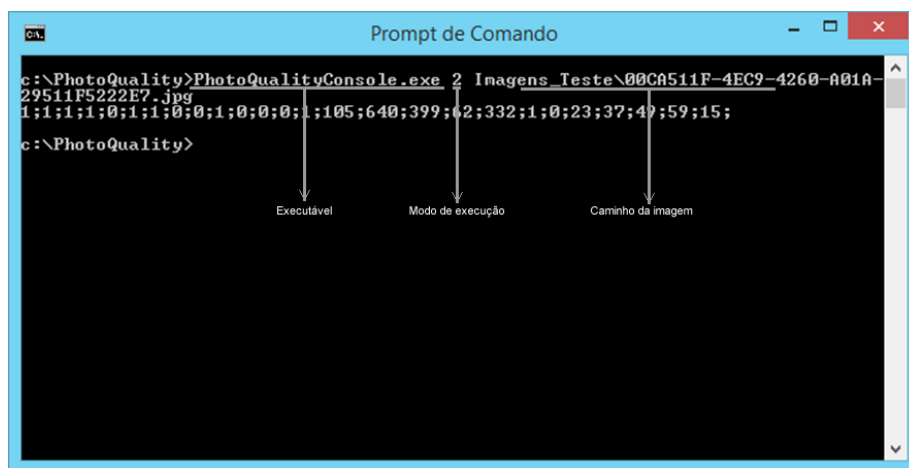 Prompt de Comando
c:\PhotoQuality>PhotoQualityConsole.exe 2 Imagens_Teste\00CA511F-4EC9-4260-A01A-
29511F5222E7.jpg
1;1;1;1;0;1;1;0;0;1;0;0;0;1;105;640;399;62;332;1;0;23;37;49;59;15;
c:\PhotoQuality>
Executável Modo de execução Caminho da imagem